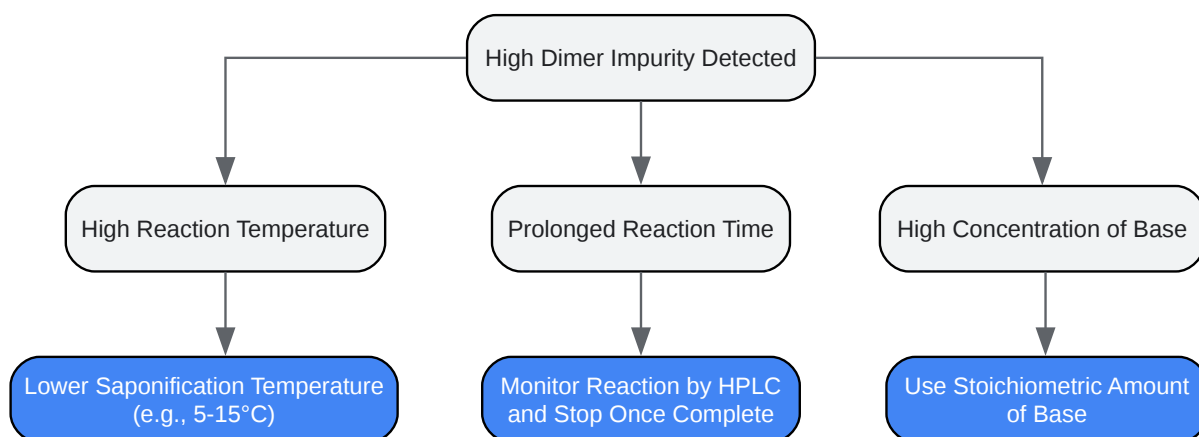 High Dimer Impurity Detected
High Reaction Temperature
Prolonged Reaction Time
High Concentration of Base
Lower Saponification Temperature
(e.g., 5-15°C)
Monitor Reaction by HPLC
and Stop Once Complete
Use Stoichiometric Amount
of Base